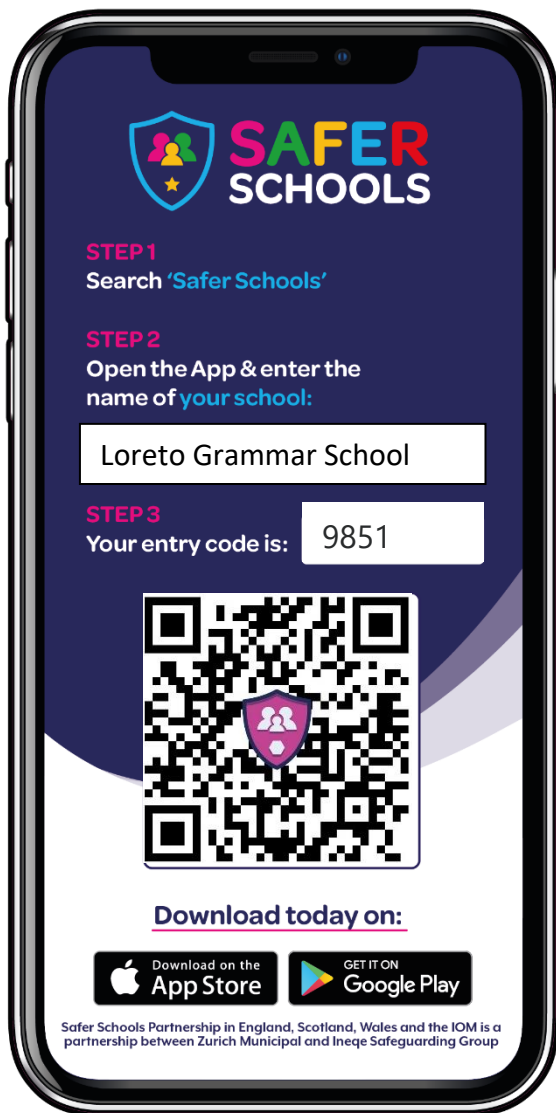 SAFER
SCHOOLS
STEP 1
Search ‘Safer Schools’
STEP 2
Open the App & enter the
name of your school:
Loreto Grammar School
STEP 3
Your entry code is: 9851
Download today on:
Download on the
App Store
GET IT ON
Google Play
Safer Schools Partnership in England, Scotland, Wales and the IOM is a
partnership between Zurich Municipal and Ineqe Safeguarding Group